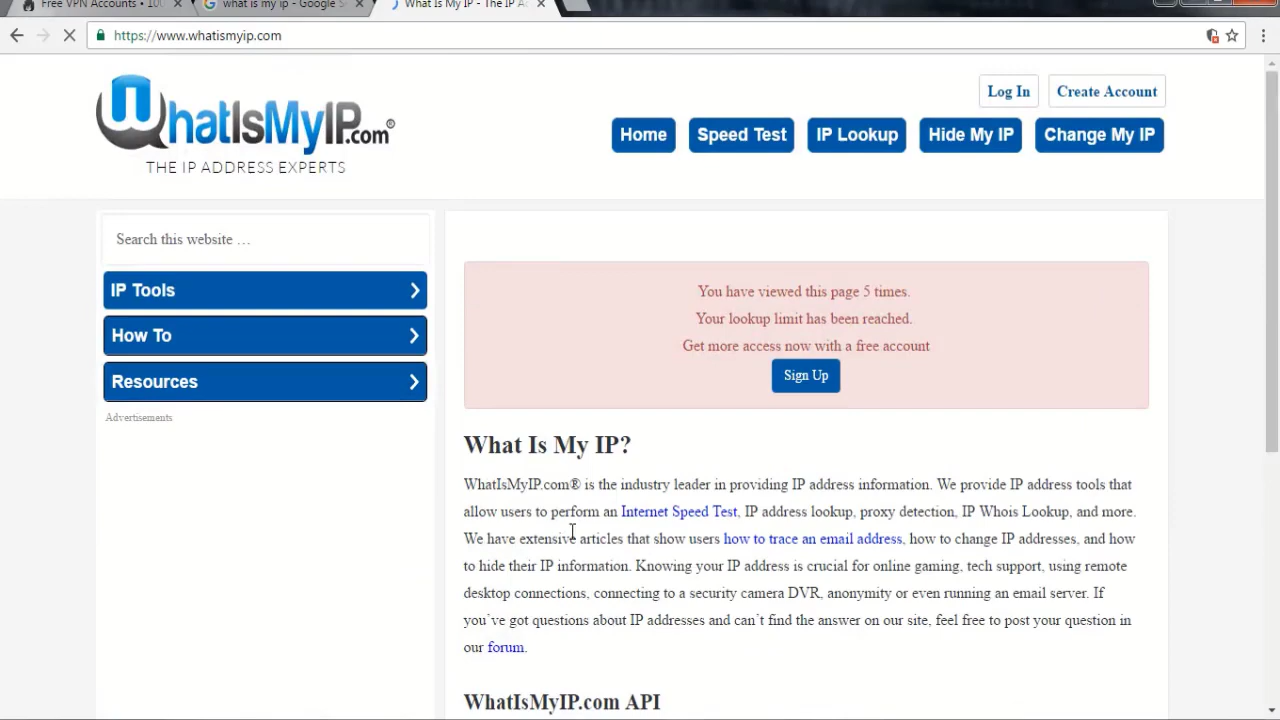 Free VPN Accounts • 100
what is my ip - Google S
What Is My IP - The IP A
https://www.whatismyip.com
WhatIsMyIP.com®
THE IP ADDRESS EXPERTS
Log In
Create Account
Home
Speed Test
IP Lookup
Hide My IP
Change My IP
Search this website …
IP Tools
How To
Resources
Advertisements
You have viewed this page 5 times.
Your lookup limit has been reached.
Get more access now with a free account
Sign Up
What Is My IP?
WhatIsMyIP.com® is the industry leader in providing IP address information. We provide IP address tools that
allow users to perform an Internet Speed Test, IP address lookup, proxy detection, IP Whois Lookup, and more.
We have extensive articles that show users how to trace an email address, how to change IP addresses, and how
to hide their IP information. Knowing your IP address is crucial for online gaming, tech support, using remote
desktop connections, connecting to a security camera DVR, anonymity or even running an email server. If
you`ve got questions about IP addresses and can`t find the answer on our site, feel free to post your question in
our forum.
WhatIsMyIP.com API